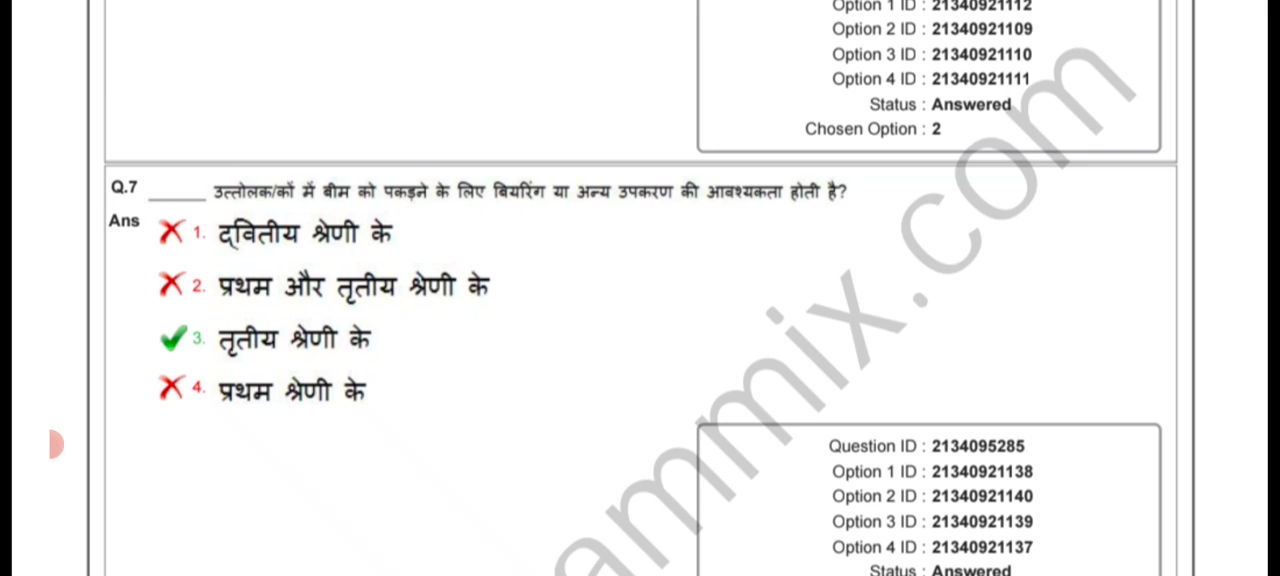 Option 1 ID : 21340921112
Option 2 ID : 21340921109
Option 3 ID : 21340921110
Option 4 ID : 21340921111
Status : Answered
Chosen Option : 2
Q.7 _____ उत्तोलक/कों में बीम को पकड़ने के लिए बियरिंग या अन्य उपकरण की आवश्यकता होती है?
Ans
1. द्वितीय श्रेणी के
2. प्रथम और तृतीय श्रेणी के
3. तृतीय श्रेणी के
4. प्रथम श्रेणी के
Question ID : 2134095285
Option 1 ID : 21340921138
Option 2 ID : 21340921140
Option 3 ID : 21340921139
Option 4 ID : 21340921137
Status : Answered
ammix.com